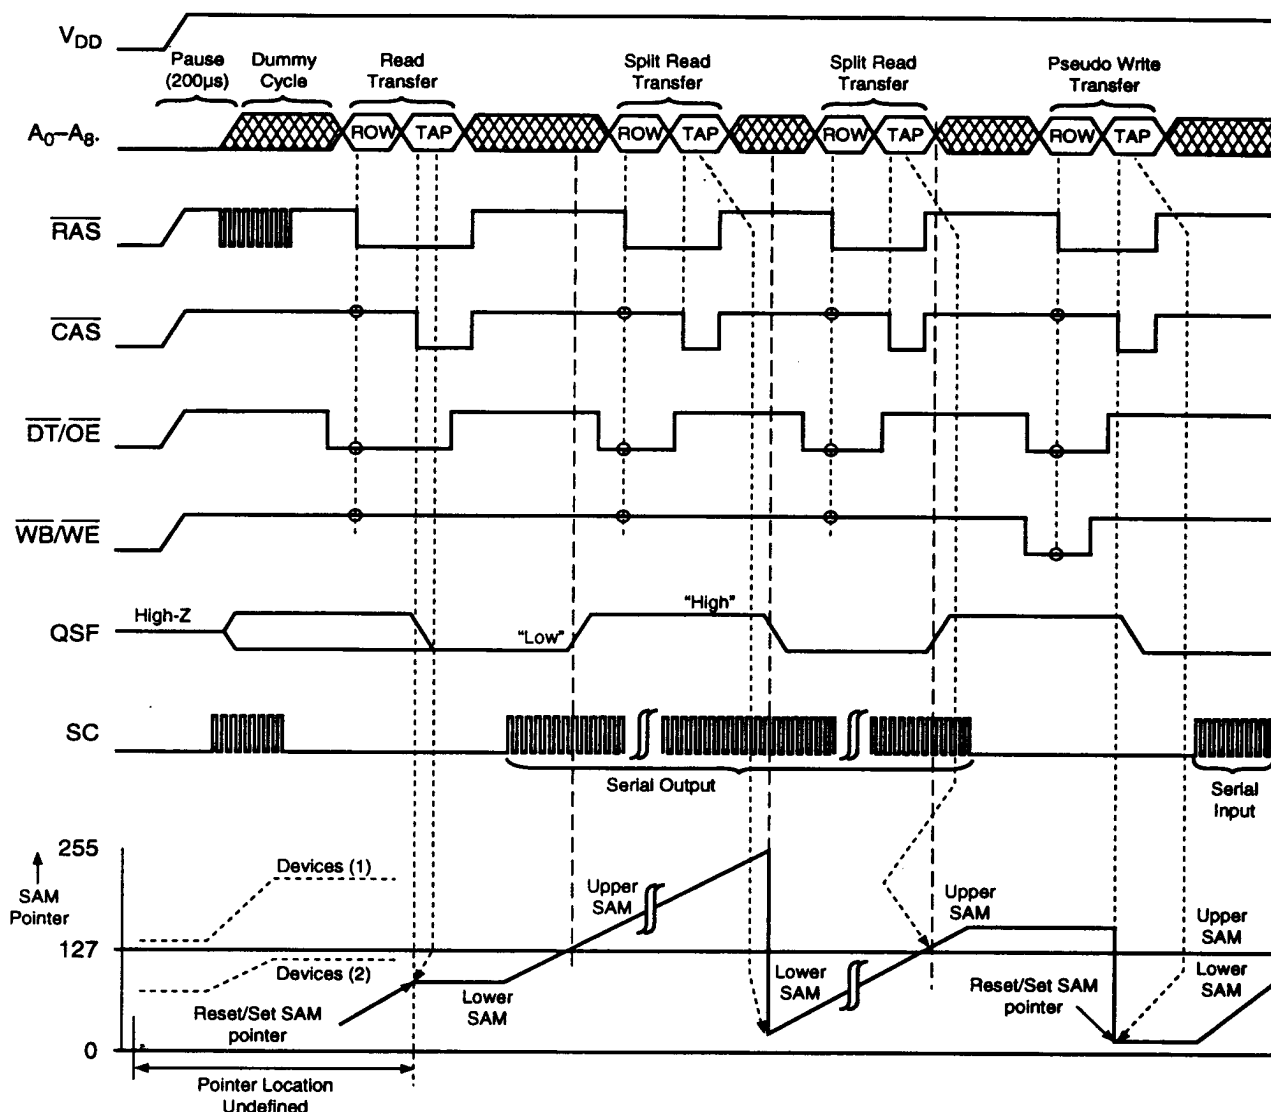 VDD
Pause
(200µs)
Dummy
Cycle
Read
Transfer
Split Read
Transfer
Split Read
Transfer
Pseudo Write
Transfer
A0–A8.
ROW
TAP
ROW
TAP
ROW
TAP
ROW
TAP
RAS
CAS
DT/OE
WB/WE
QSF
High-Z
"Low"
"High"
SC
Serial Output
Serial
Input
255
SAM
Pointer
127
0
Devices (1)
Devices (2)
Reset/Set SAM
pointer
Lower
SAM
Upper
SAM
Lower
SAM
Upper
SAM
Reset/Set SAM
pointer
Upper
SAM
Lower
SAM
Pointer Location
Undefined